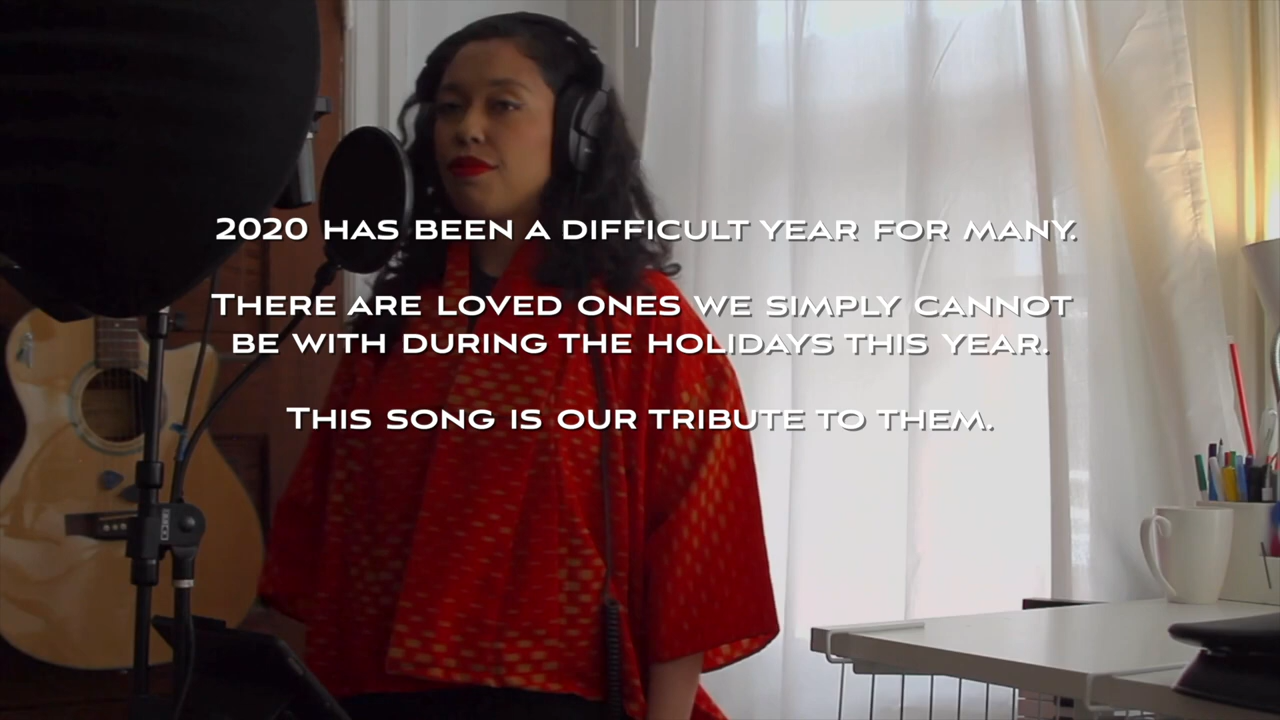 2020 HAS BEEN A DIFFICULT YEAR FOR MANY.
THERE ARE LOVED ONES WE SIMPLY CANNOT
BE WITH DURING THE HOLIDAYS THIS YEAR.
THIS SONG IS OUR TRIBUTE TO THEM.